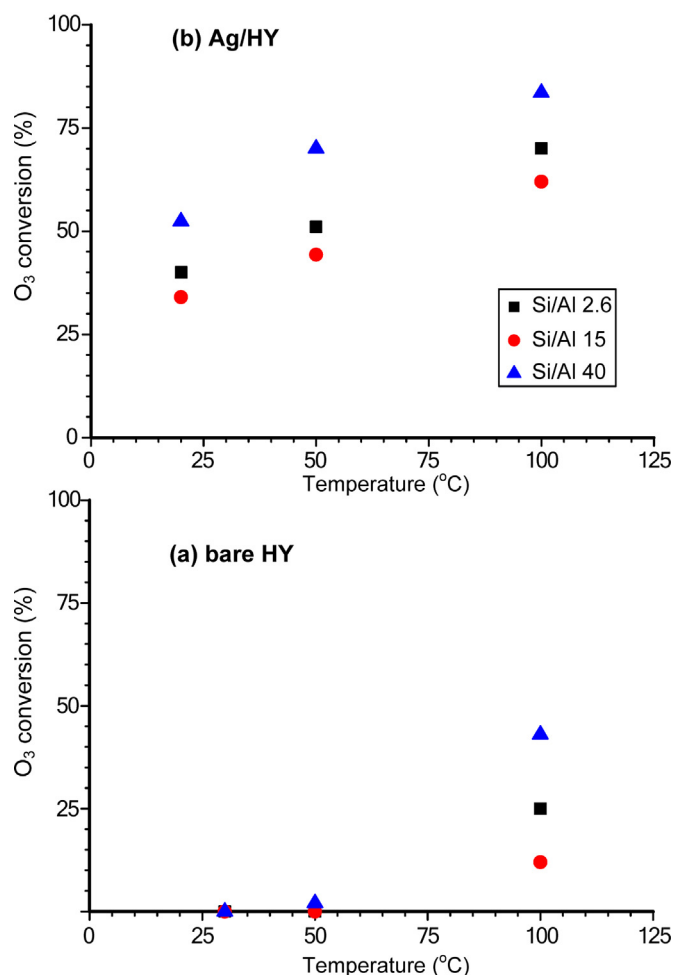 (b) Ag/HY
O₃ conversion (%)
100
75
50
25
0
Si/Al 2.6
Si/Al 15
Si/Al 40
0 25 50 75 100 125
Temperature (°C)
(a) bare HY
O₃ conversion (%)
100
75
50
25
0 25 50 75 100 125
Temperature (°C)